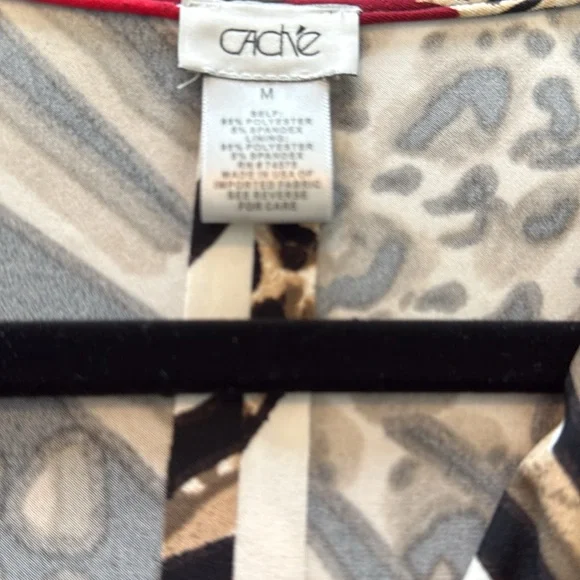 CACHÉ
M
SELF:
95% POLYESTER
5% SPANDEX
LINING:
95% POLYESTER
5% SPANDEX
MADE IN USA OF
IMPORTED FABRIC
SEE REVERSE
FOR CARE